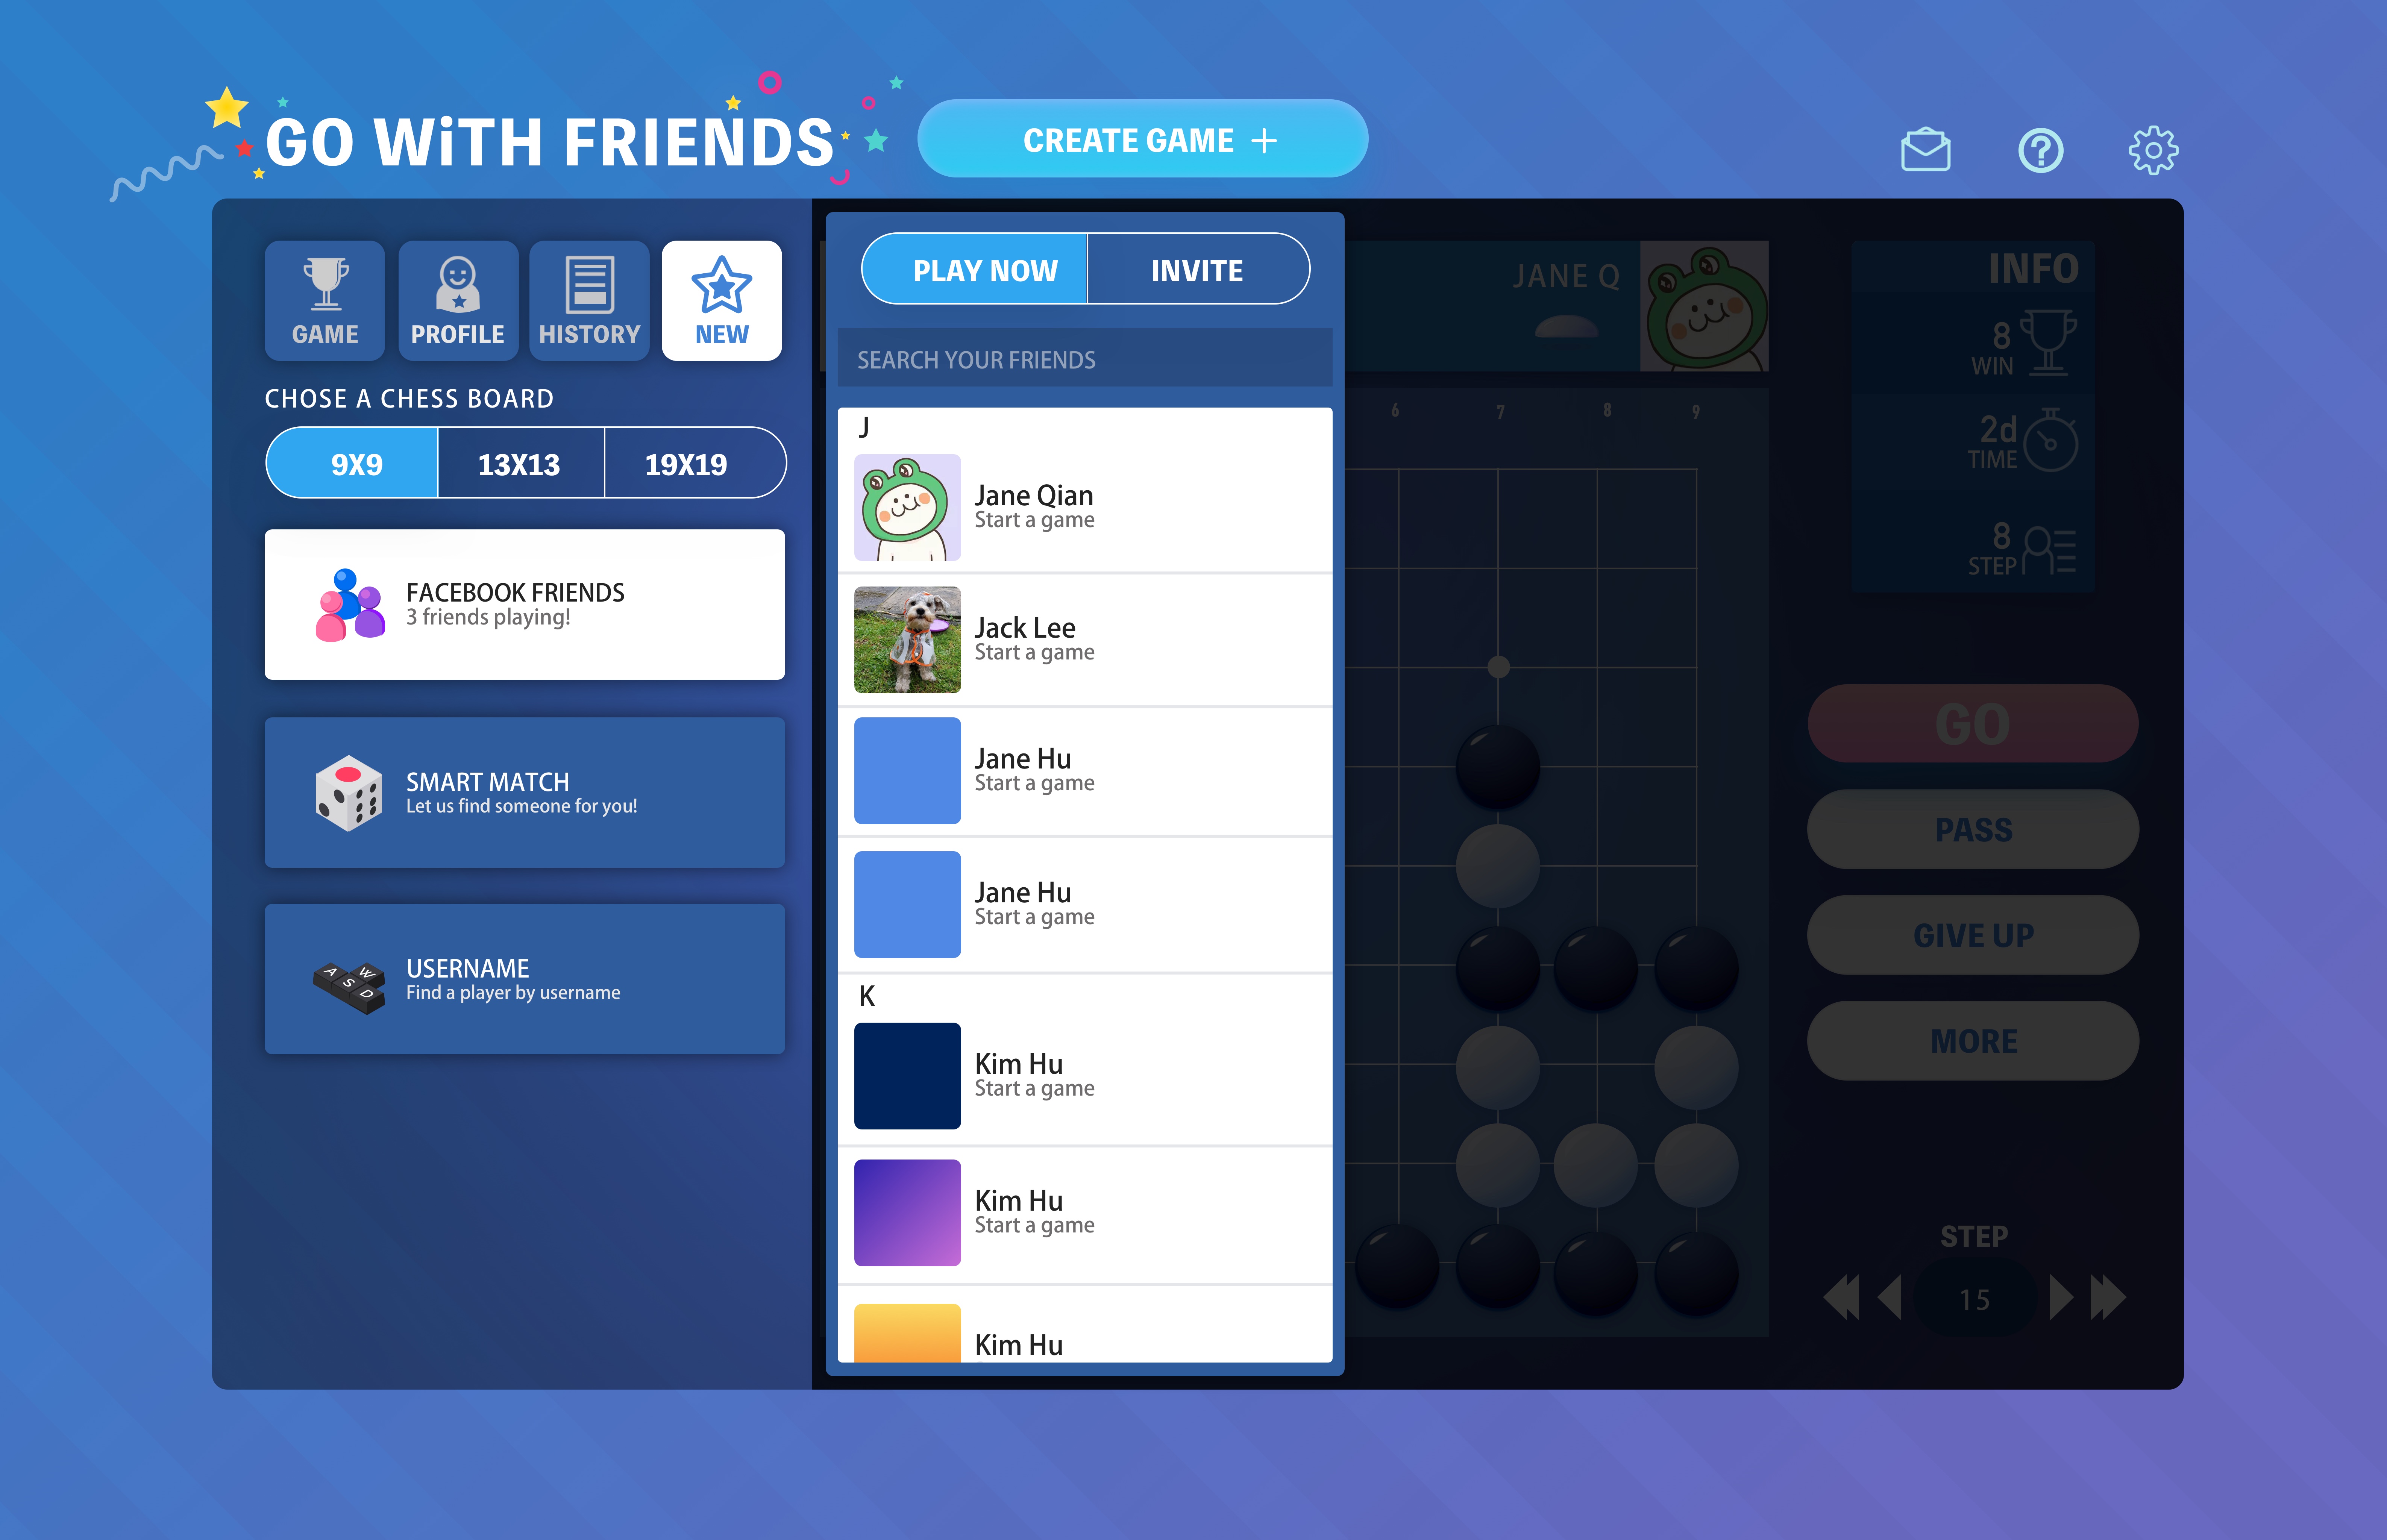 GO WiTH FRIENDS
CREATE GAME +
GAME
PROFILE
HISTORY
NEW
CHOSE A CHESS BOARD
9X9
13X13
19X19
FACEBOOK FRIENDS
3 friends playing!
SMART MATCH
Let us find someone for you!
A W S D
USERNAME
Find a player by username
PLAY NOW
INVITE
SEARCH YOUR FRIENDS
J
Jane Qian
Start a game
Jack Lee
Start a game
Jane Hu
Start a game
Jane Hu
Start a game
K
Kim Hu
Start a game
Kim Hu
Start a game
Kim Hu
JANE Q
6 7 8 9
INFO
8
WIN
2d
TIME
8
STEP
GO
PASS
GIVE UP
MORE
STEP
15